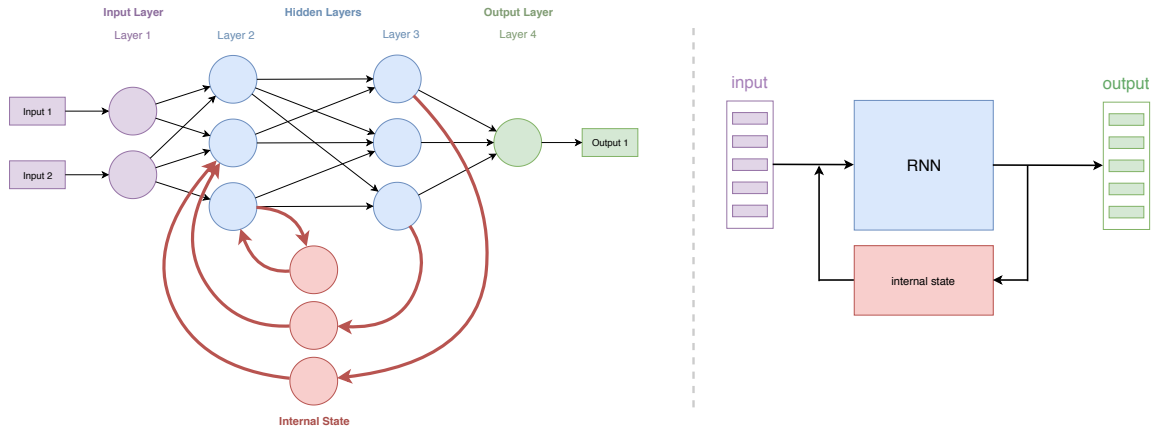 Input Layer
Hidden Layers
Output Layer
Layer 1
Layer 2
Layer 3
Layer 4
Input 1
Input 2
Output 1
Internal State
input
output
RNN
internal state